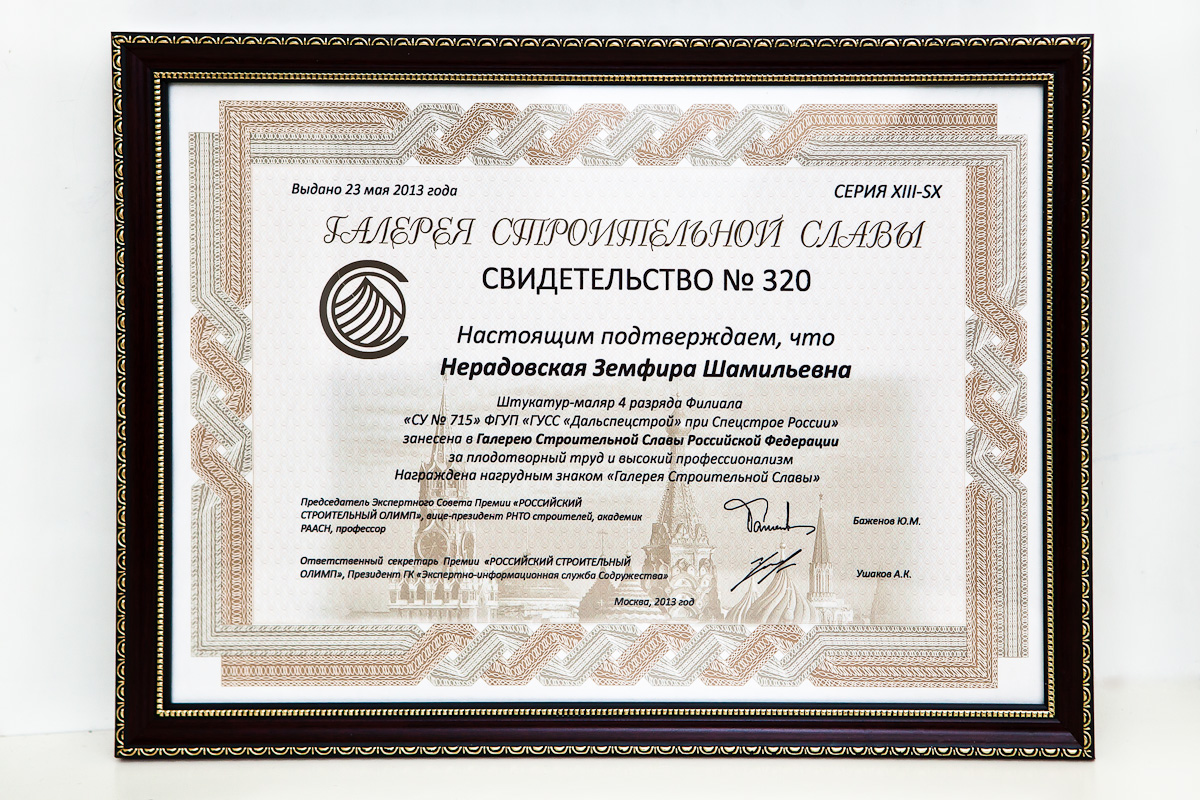 Выдано 23 мая 2013 года
СЕРИЯ XIII-SX
ГАЛЕРЕЯ СТРОИТЕЛЬНОЙ СЛАВЫ
СВИДЕТЕЛЬСТВО № 320
Настоящим подтверждаем, что
Нерадовская Земфира Шамильевна
Штукатур-маляр 4 разряда Филиала
«СУ № 715» ФГУП «ГУСС «Дальспецстрой» при Спецстрое России»
занесена в Галерею Строительной Славы Российской Федерации
за плодотворный труд и высокий профессионализм
Награждена нагрудным знаком «Галерея Строительной Славы»
Председатель Экспертного Совета Премии «РОССИЙСКИЙ
СТРОИТЕЛЬНЫЙ ОЛИМП», вице-президент РНТО строителей, академик
РААСН, профессор
Баженов Ю.М.
Ответственный секретарь Премии «РОССИЙСКИЙ СТРОИТЕЛЬНЫЙ
ОЛИМП», Президент ГК «Экспертно-информационная служба Содружества»
Ушаков А.К.
Москва, 2013 год